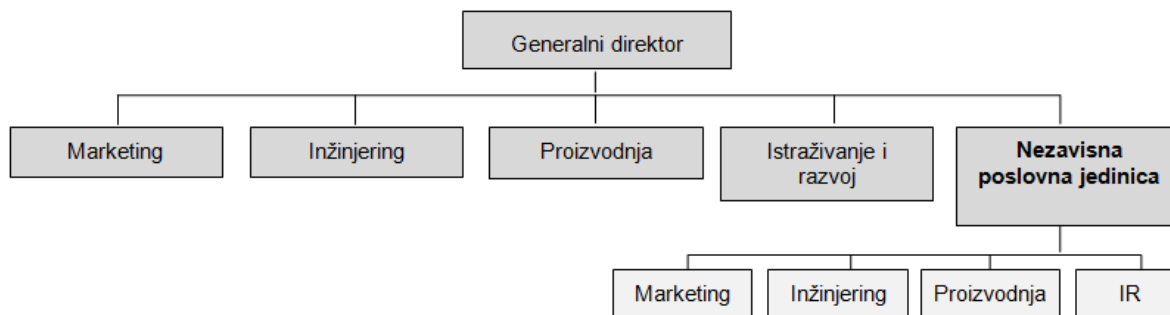 Generalni direktor
Marketing
Inžinjering
Proizvodnja
Istraživanje i
razvoj
Nezavisna
poslovna jedinica
Marketing
Inžinjering
Proizvodnja
IR